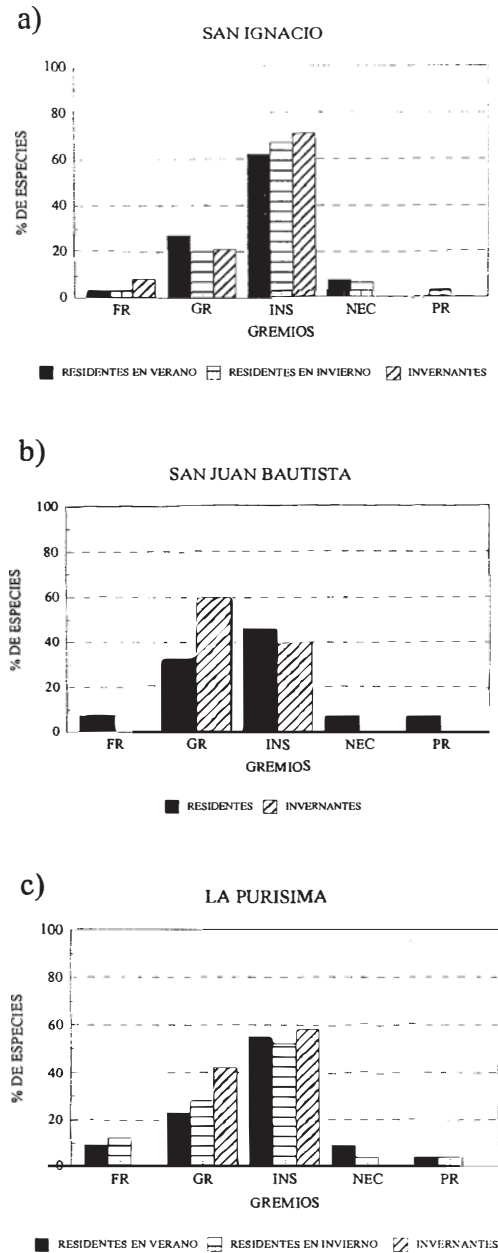 a)
SAN IGNACIO
% DE ESPECIES
100
80
60
40
20
0
FR GR INS NEC PR
GREMIOS
RESIDENTES EN VERANO RESIDENTES EN INVIERNO INVERNANTES
b)
SAN JUAN BAUTISTA
% DE ESPECIES
100
80
60
40
20
0
FR GR INS NEC PR
GREMIOS
RESIDENTES INVERNANTES
c)
LA PURISIMA
% DE ESPECIES
100
80
60
40
20
0
FR GR INS NEC PR
GREMIOS
RESIDENTES EN VERANO RESIDENTES EN INVIERNO INVERNANTES